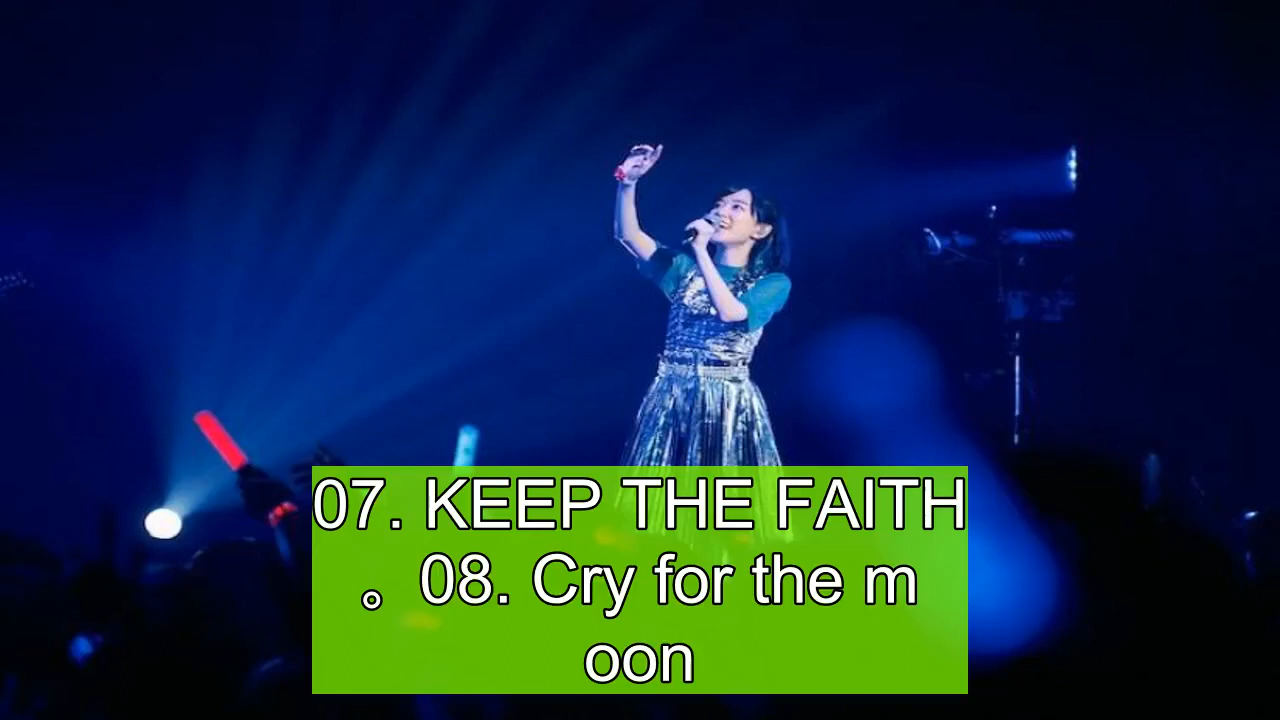 07. KEEP THE FAITH
。08. Cry for the m
oon